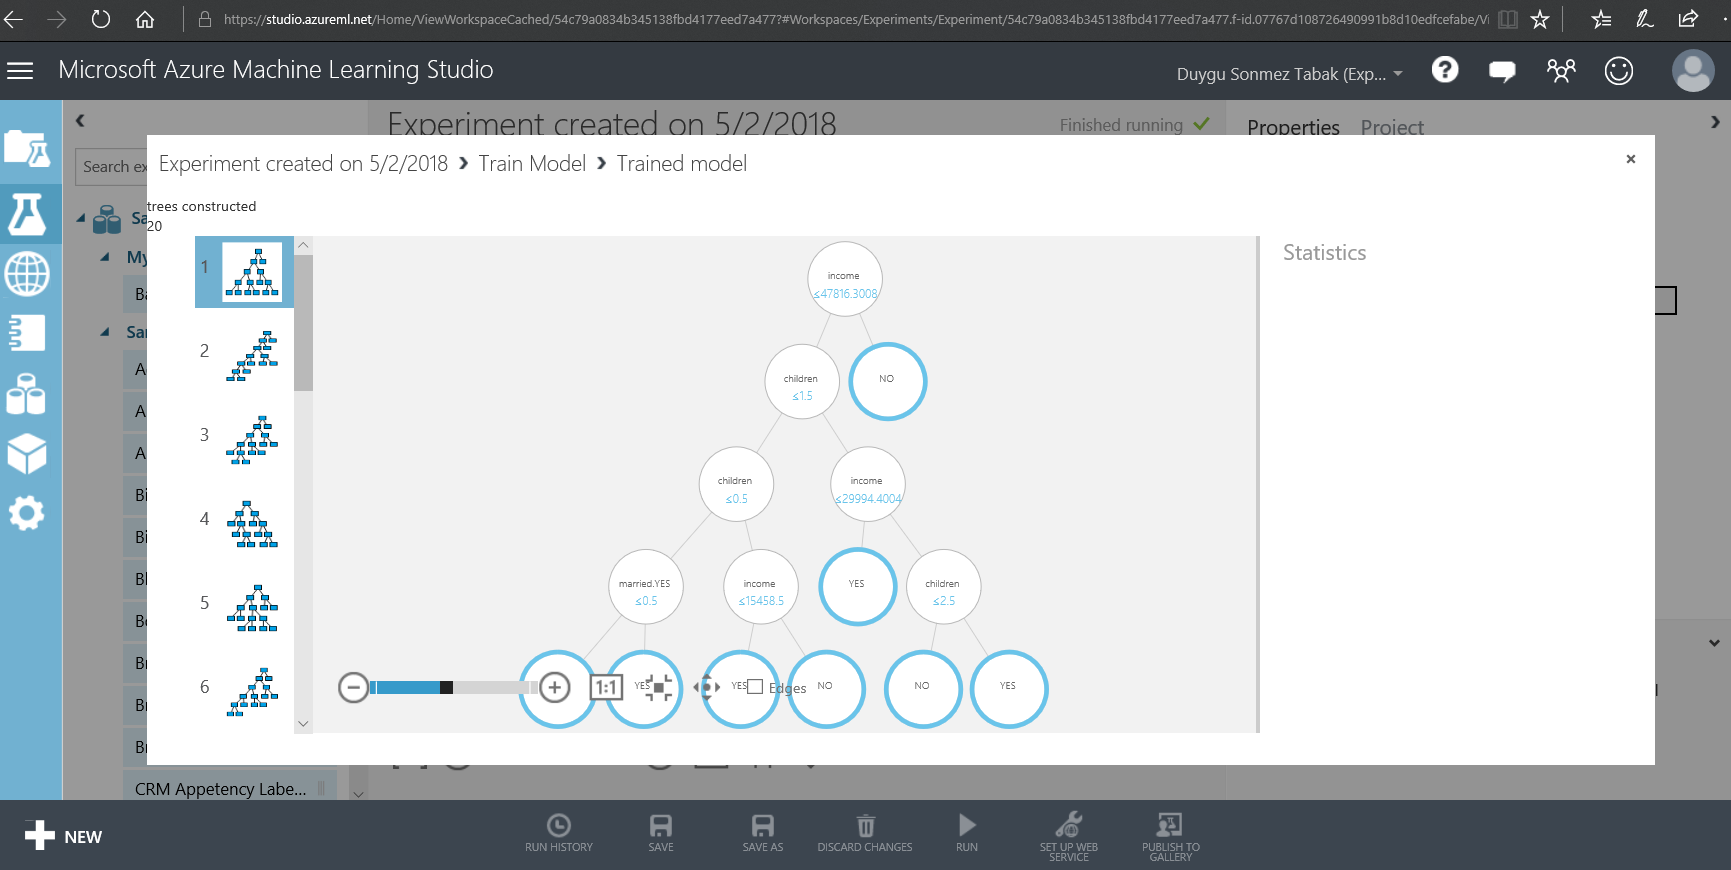 https://studio.azureml.net/Home/ViewWorkspaceCached/54c79a0834b345138fbd4177eed7a477?#Workspaces/Experiments/Experiment/54c79a0834b345138fbd4177eed7a477.f-id.07767d108726490991b8d10edfcefabe/Vi
Microsoft Azure Machine Learning Studio
Duygu Sonmez Tabak (Exp...
Experiment created on 5/2/2018
Finished running
Properties Project
Search ex
Experiment created on 5/2/2018 > Train Model > Trained model
trees constructed
20
Statistics
Sa
My
Ba
Sar
A
A
A
Bi
Bi
Bl
Bo
Br
Br
Br
CRM Appetency Labe...
1
2
3
4
5
6
income
≤47816.3008
children
≤1.5
NO
children
≤0.5
income
≤29994.4004
married.YES
≤0.5
income
≤15458.5
YES
children
≤2.5
1:1
YES
YES
Edges
NO
NO
YES
NEW
RUN HISTORY
SAVE
SAVE AS
DISCARD CHANGES
RUN
SET UP WEB
SERVICE
PUBLISH TO
GALLERY